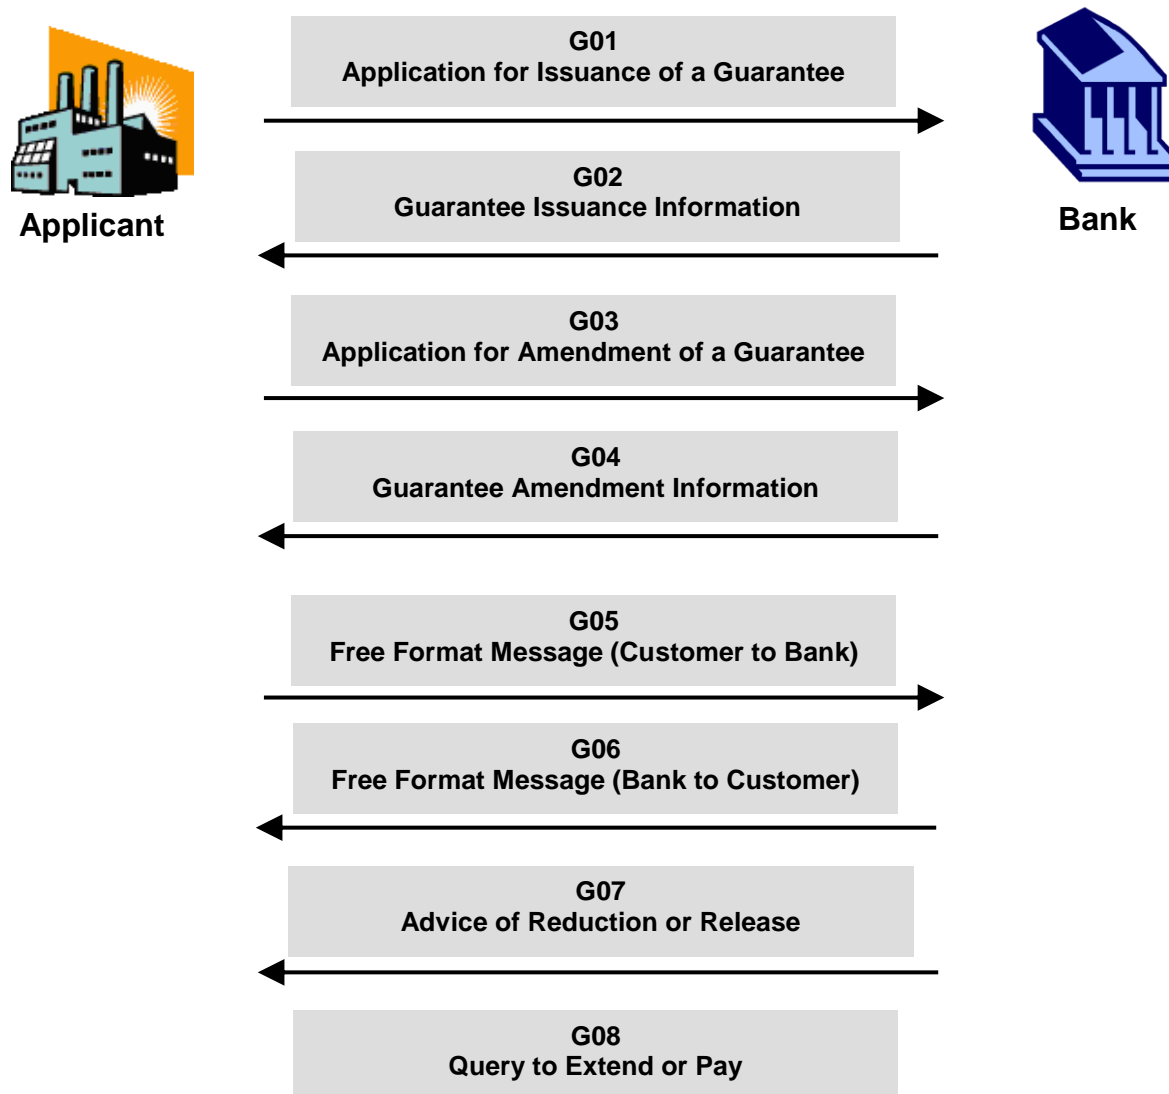 G01
Application for Issuance of a Guarantee
G02
Guarantee Issuance Information
Applicant
Bank
G03
Application for Amendment of a Guarantee
G04
Guarantee Amendment Information
G05
Free Format Message (Customer to Bank)
G06
Free Format Message (Bank to Customer)
G07
Advice of Reduction or Release
G08
Query to Extend or Pay